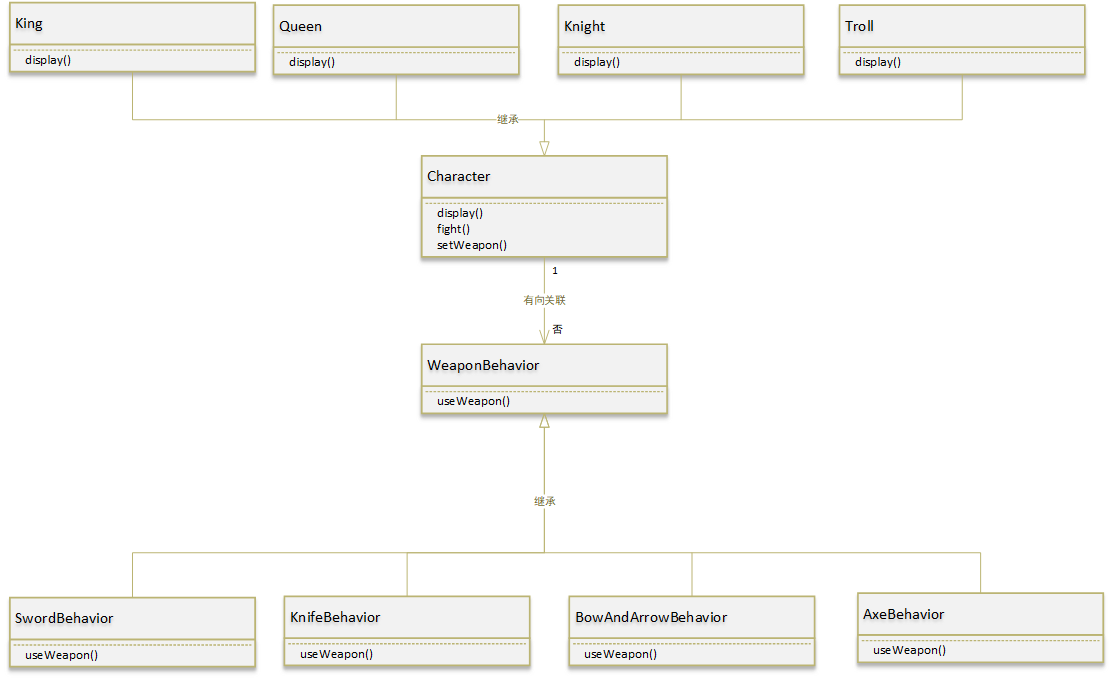 King
display()
Queen
display()
Knight
display()
Troll
display()
继承
Character
display()
fight()
setWeapon()
1
有向关联
否
WeaponBehavior
useWeapon()
继承
SwordBehavior
useWeapon()
KnifeBehavior
useWeapon()
BowAndArrowBehavior
useWeapon()
AxeBehavior
useWeapon()